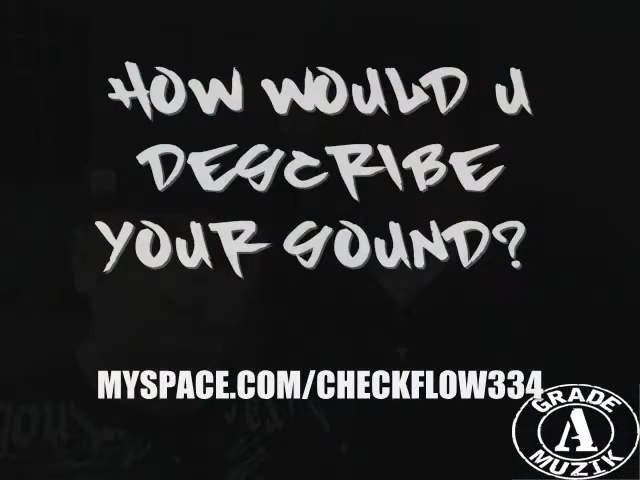 HOW WOULD U
DESCRIBE
YOUR SOUND?
MYSPACE.COM/CHECKFLOW334
GRADE
A
MUZIK